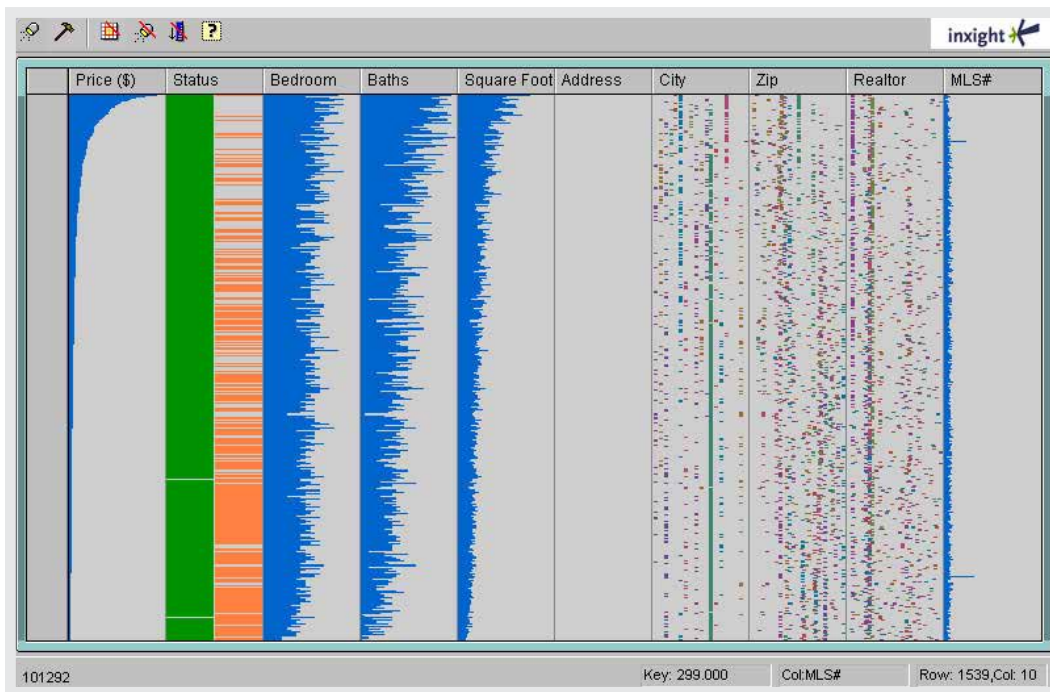 ?
inxight
Price ($) Status Bedroom Baths Square Foot Address City Zip Realtor MLS#
101292 Key: 299.000 Col:MLS# Row: 1539,Col: 10